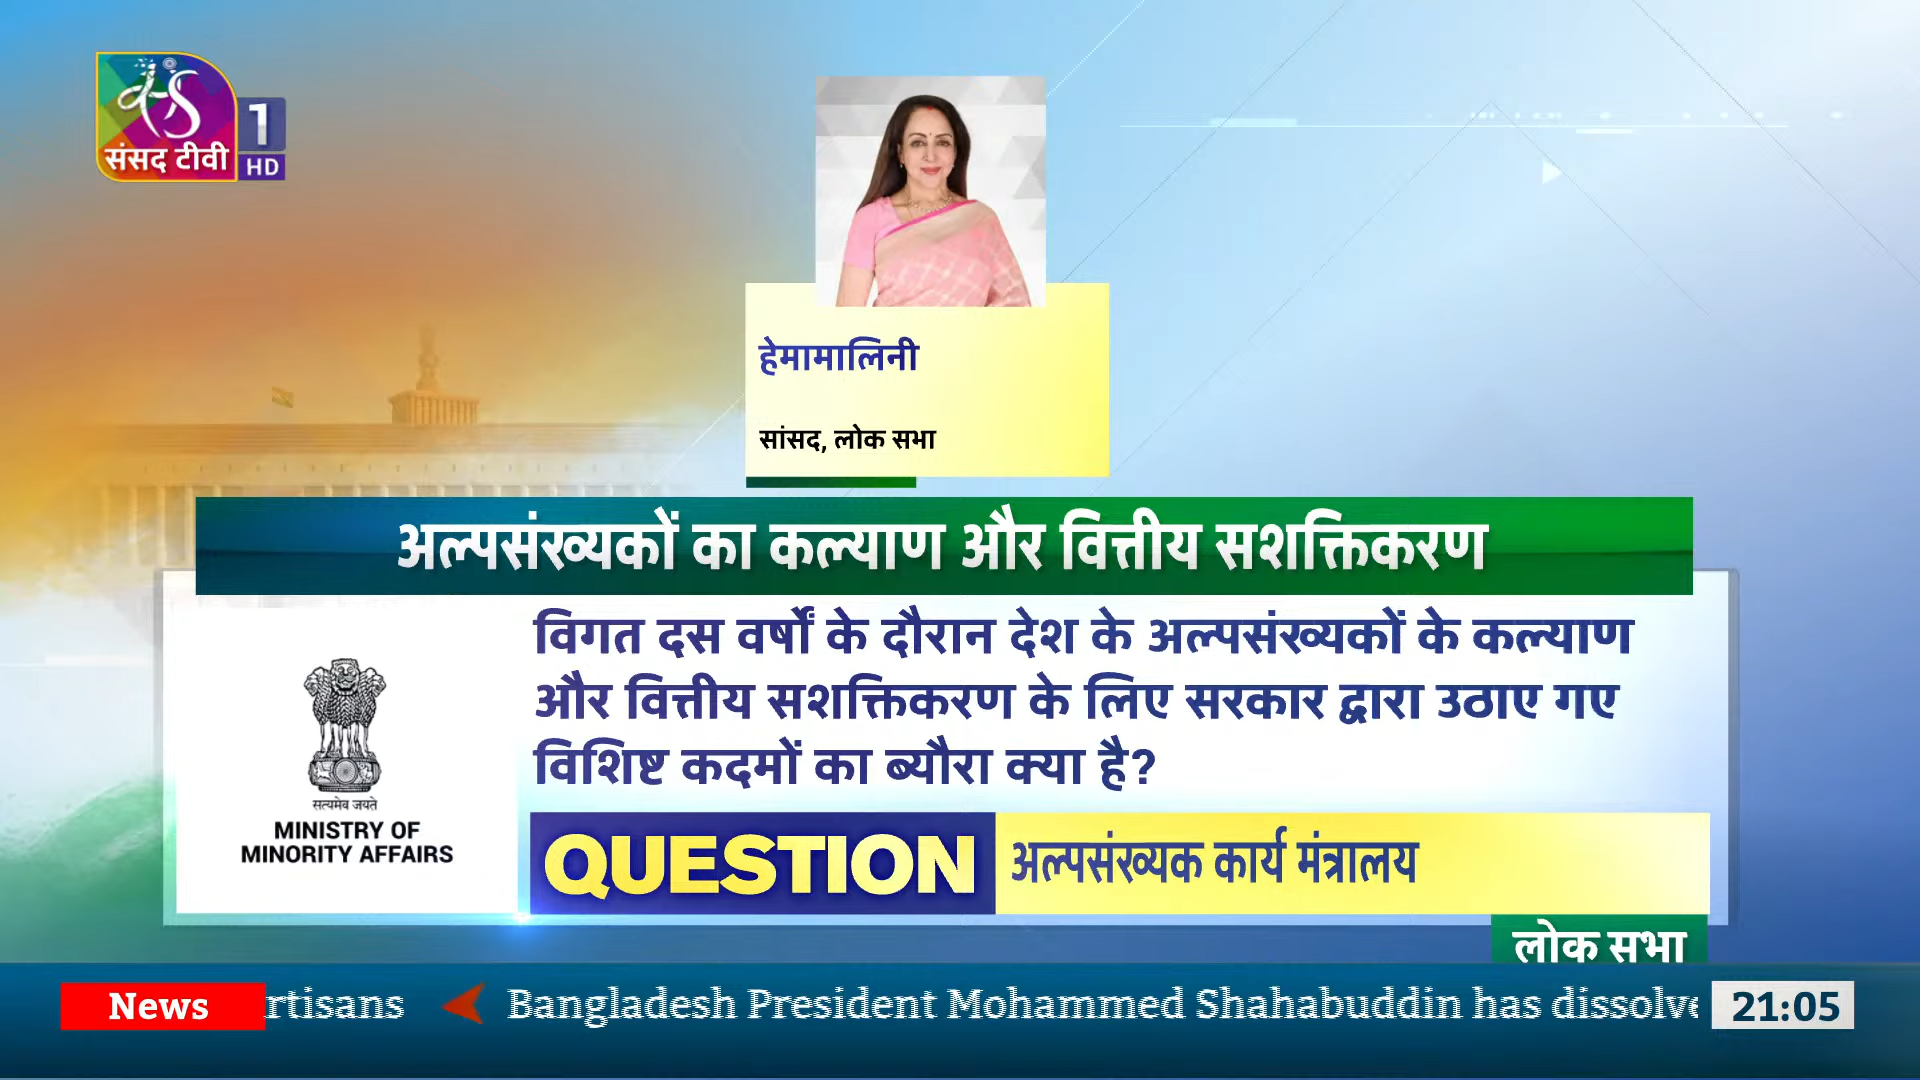 संसद टीवी
1
HD
हेमामालिनी
सांसद, लोक सभा
अल्पसंख्यकों का कल्याण और वित्तीय सशक्तिकरण
विगत दस वर्षों के दौरान देश के अल्पसंख्यकों के कल्याण
और वित्तीय सशक्तिकरण के लिए सरकार द्वारा उठाए गए
विशिष्ट कदमों का ब्यौरा क्या है?
सत्यमेव जयते
MINISTRY OF
MINORITY AFFAIRS
QUESTION
अल्पसंख्यक कार्य मंत्रालय
लोक सभा
News
rtisans
Bangladesh President Mohammed Shahabuddin has dissolve
21:05